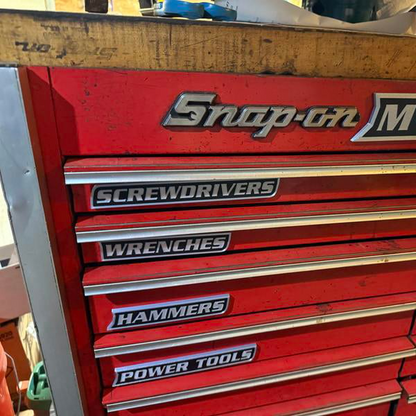 Snap-on M
SCREWDRIVERS
WRENCHES
HAMMERS
POWER TOOLS